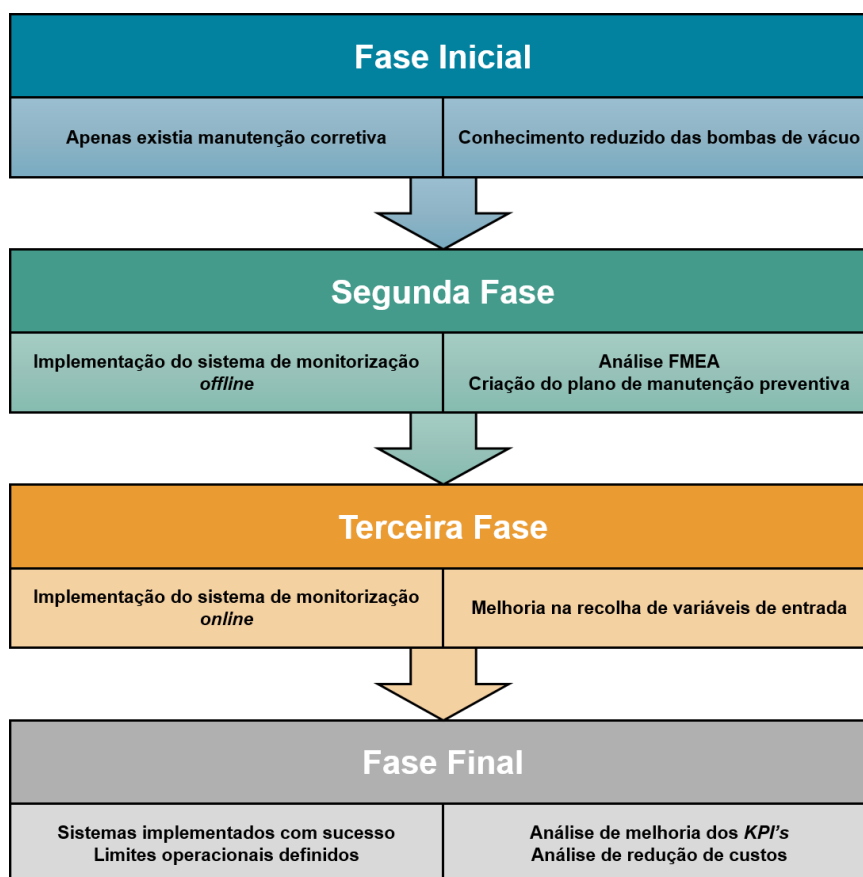 Fase Inicial
Apenas existia manutenção corretiva
Conhecimento reduzido das bombas de vácuo
Segunda Fase
Implementação do sistema de monitorização
offline
Análise FMEA
Criação do plano de manutenção preventiva
Terceira Fase
Implementação do sistema de monitorização
online
Melhoria na recolha de variáveis de entrada
Fase Final
Sistemas implementados com sucesso
Limites operacionais definidos
Análise de melhoria dos KPI's
Análise de redução de custos